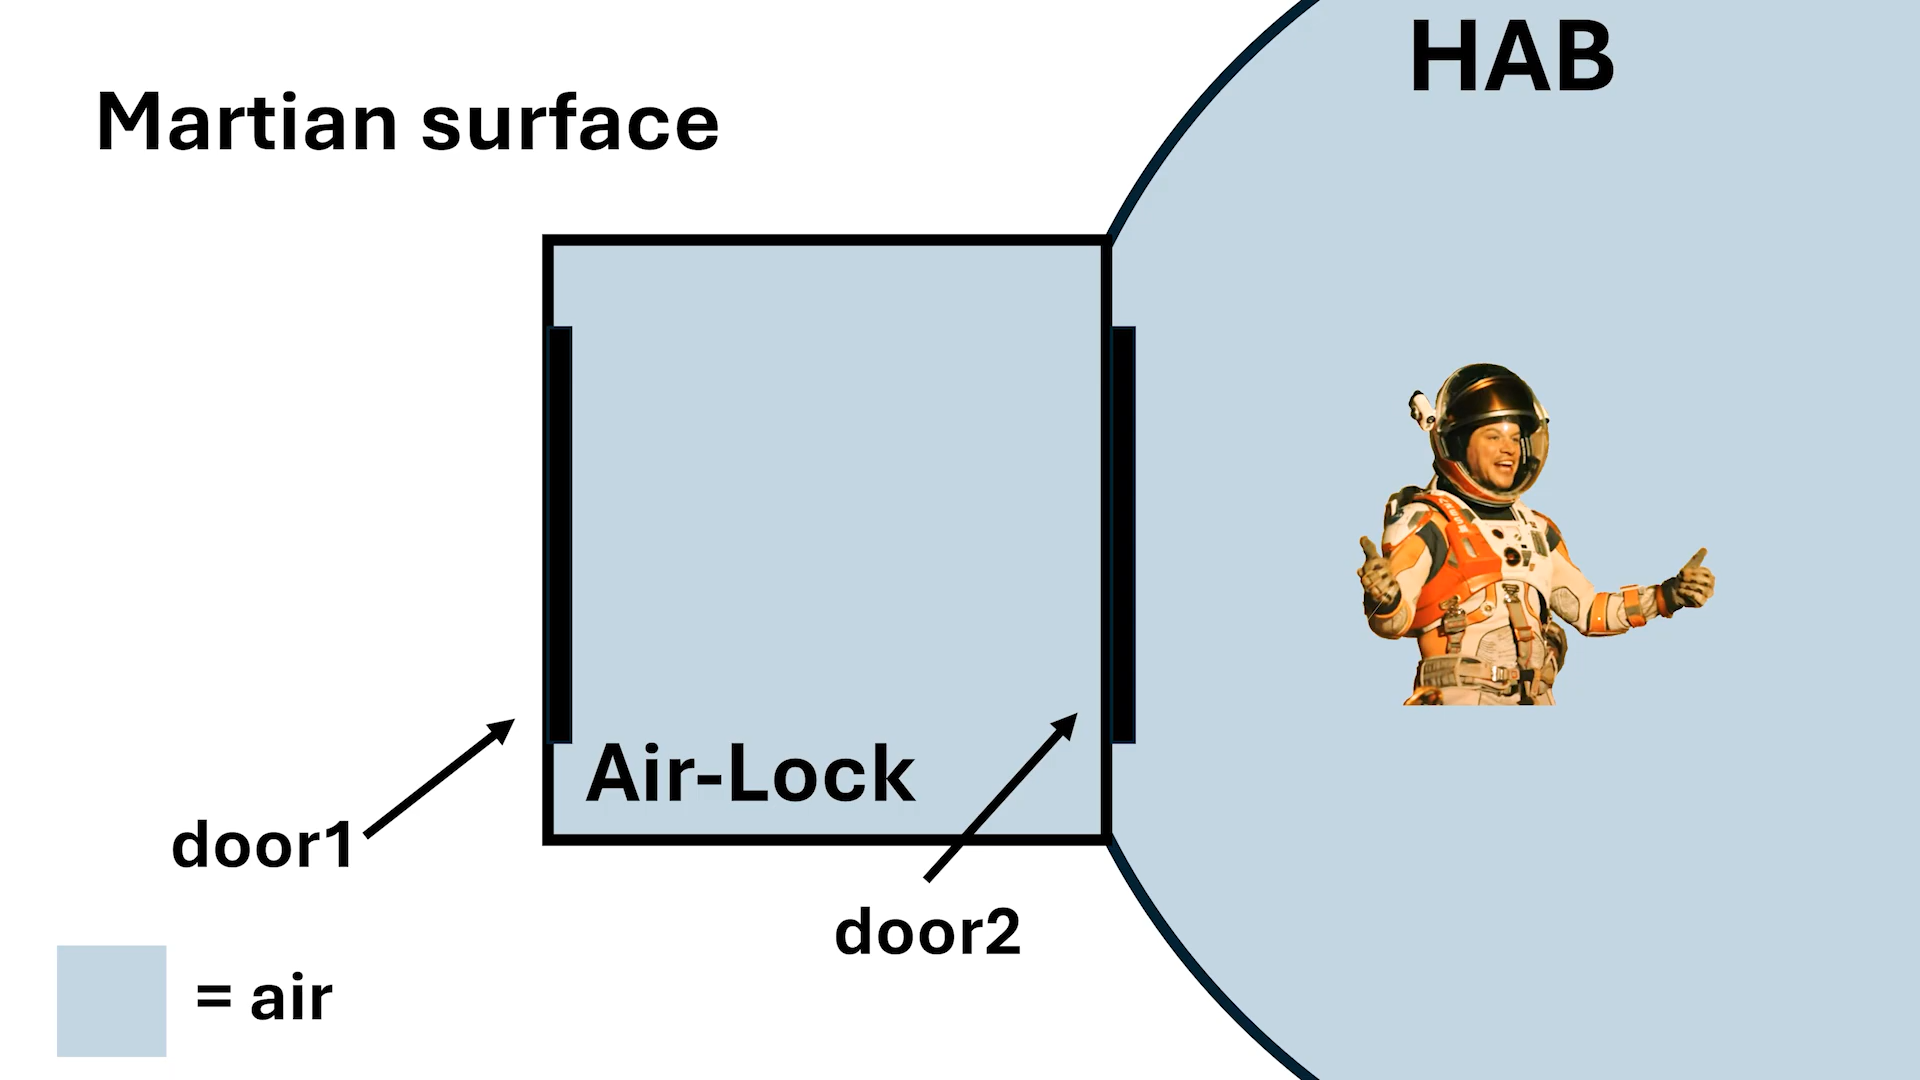 HAB
Martian surface
Air-Lock
door1
door2
= air